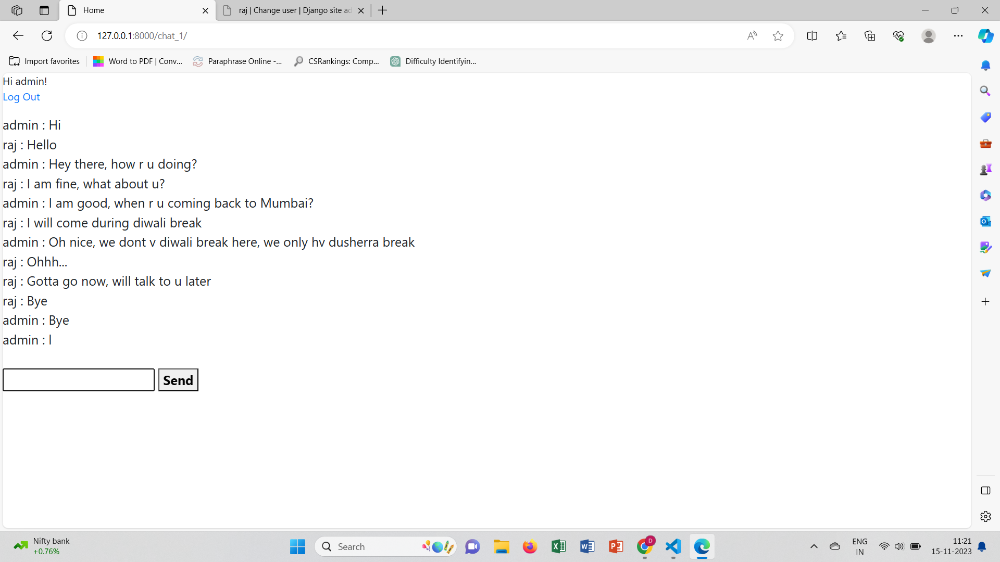 Home
raj | Change user | Django site ad
127.0.0.1:8000/chat_1/
Import favorites
Word to PDF | Conv...
Paraphrase Online -...
CSRankings: Comp...
Difficulty Identifyin...
Hi admin!
Log Out
admin : Hi
raj : Hello
admin : Hey there, how r u doing?
raj : I am fine, what about u?
admin : I am good, when r u coming back to Mumbai?
raj : I will come during diwali break
admin : Oh nice, we dont v diwali break here, we only hv dusherra break
raj : Ohhh...
raj : Gotta go now, will talk to u later
raj : Bye
admin : Bye
admin : l
Send
Nifty bank
+0.76%
Search
D
ENG
IN
11:21
15-11-2023